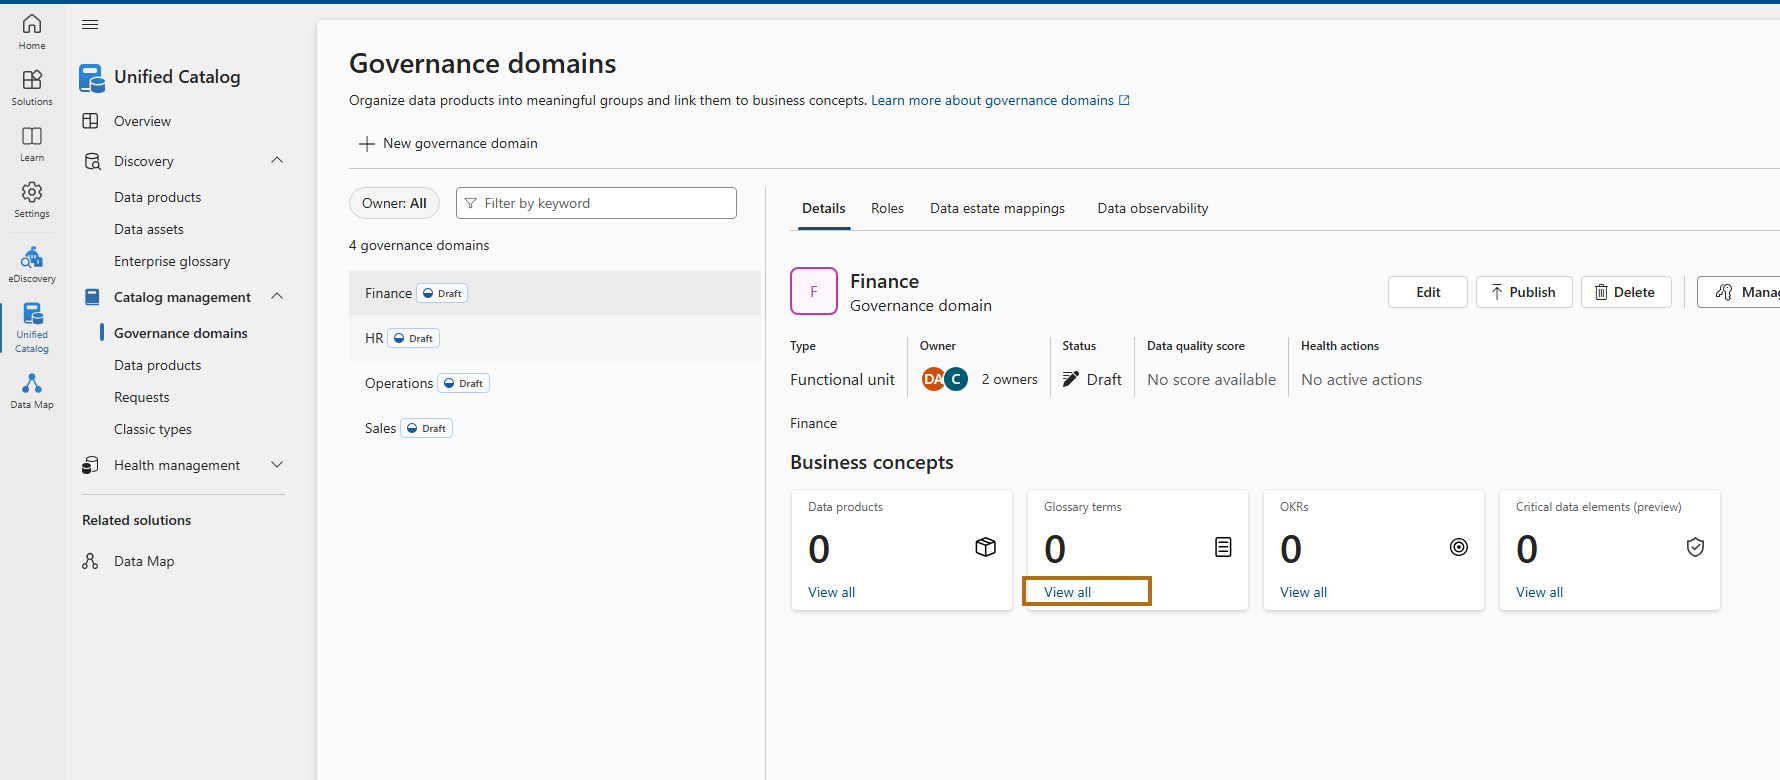 Home
Solutions
Learn
Settings
eDiscovery
Unified
Catalog
Data Map
Unified Catalog
Overview
Discovery
Data products
Data assets
Enterprise glossary
Catalog management
Governance domains
Data products
Requests
Classic types
Health management
Related solutions
Data Map
Governance domains
Organize data products into meaningful groups and link them to business concepts. Learn more about governance domains
New governance domain
Owner: All
Filter by keyword
4 governance domains
Finance Draft
HR Draft
Operations Draft
Sales Draft
Details Roles Data estate mappings Data observability
F
Finance
Governance domain
Edit Publish Delete Manag
Type Owner Status Data quality score Health actions
Functional unit DA C 2 owners Draft No score available No active actions
Finance
Business concepts
Data products Glossary terms OKRs Critical data elements (preview)
0 0 0 0
View all View all View all View all